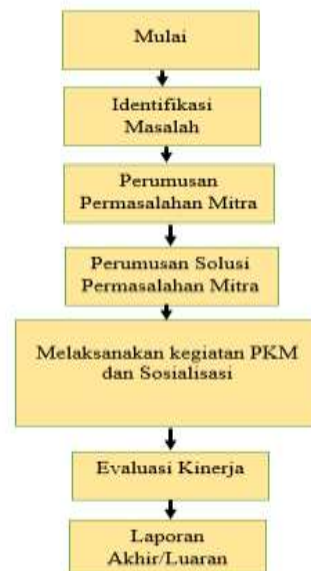 Mulai
Identifikasi
Masalah
Perumusan
Permasalahan Mitra
Perumusan Solusi
Permasalahan Mitra
Melaksanakan kegiatan PKM
dan Sosialisasi
Evaluasi Kinerja
Laporan
Akhir/Luaran